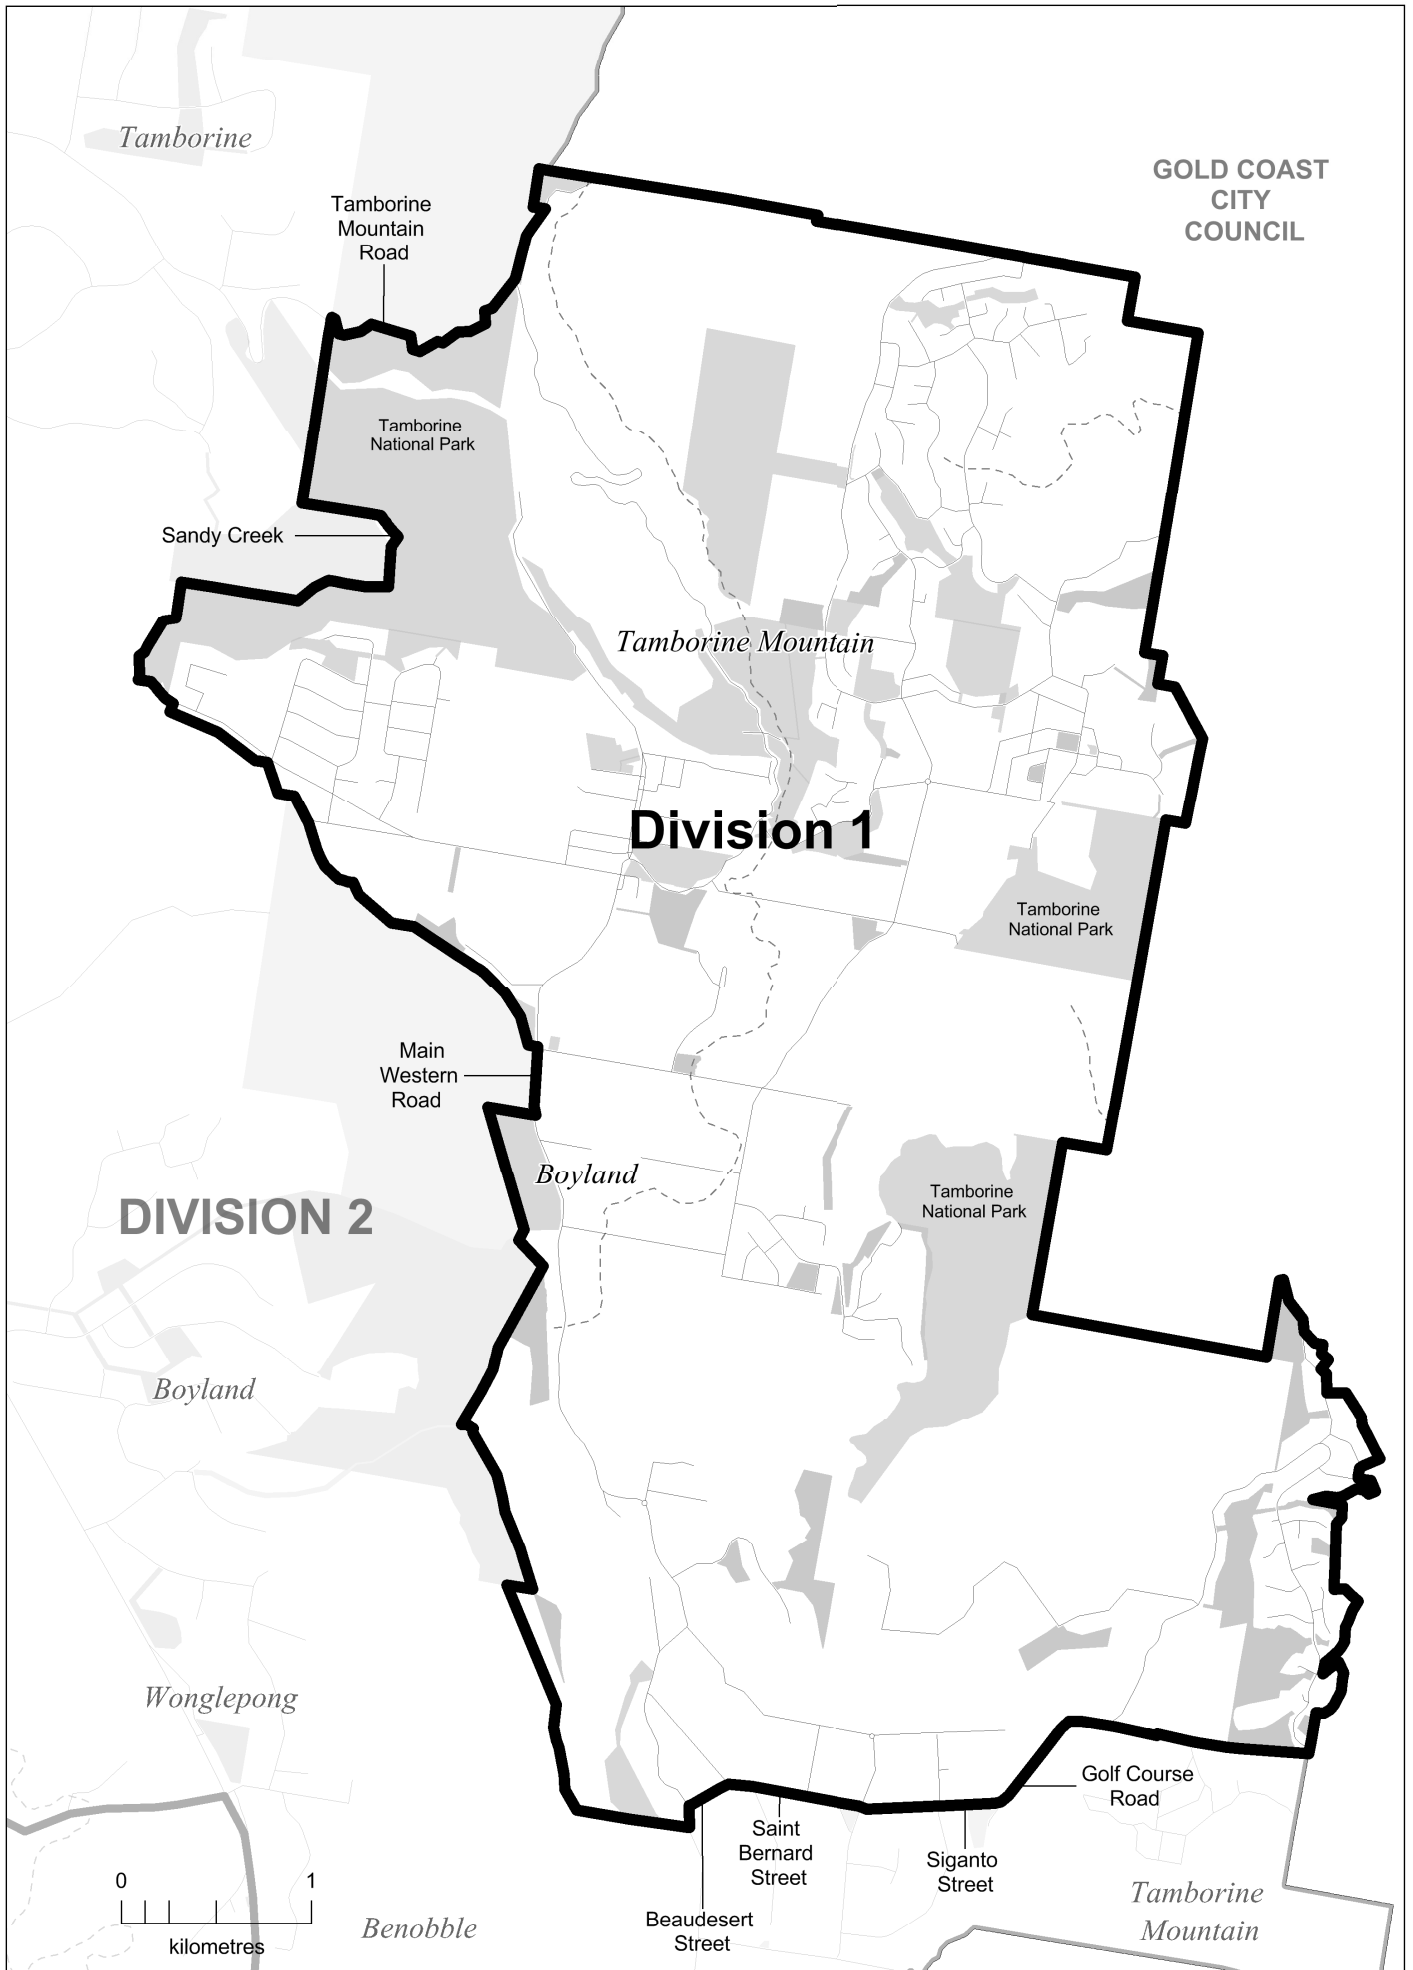 Tamborine
GOLD COAST
CITY
COUNCIL
Tamborine
Mountain
Road
Tamborine
National Park
Sandy Creek
Tamborine Mountain
Division 1
Tamborine
National Park
Main
Western
Road
Boyland
Tamborine
National Park
DIVISION 2
Boyland
Wonglepong
Golf Course
Road
Saint
Bernard
Street
Siganto
Street
0 1
kilometres
Benobble
Beaudesert
Street
Tamborine
Mountain